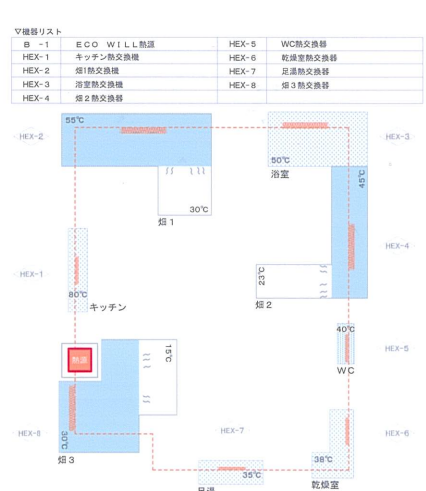 ▽機器リスト
B -1 ECO WILL熱源 HEX-5 WC熱交換器
HEX-1 キッチン熱交換機 HEX-6 乾燥室熱交換器
HEX-2 畑1熱交換機 HEX-7 足湯熱交換器
HEX-3 浴室熱交換機 HEX-8 畑3熱交換器
HEX-4 畑2熱交換器
55℃
HEX-2
HEX-3
50℃
浴室
45℃
30℃
畑1
HEX-4
23℃
HEX-1
80℃
キッチン
畑2
40℃
15℃
HEX-5
熱源
WC
HEX-8
30℃
HEX-7
HEX-6
38℃
畑3
35℃
乾燥室
足湯